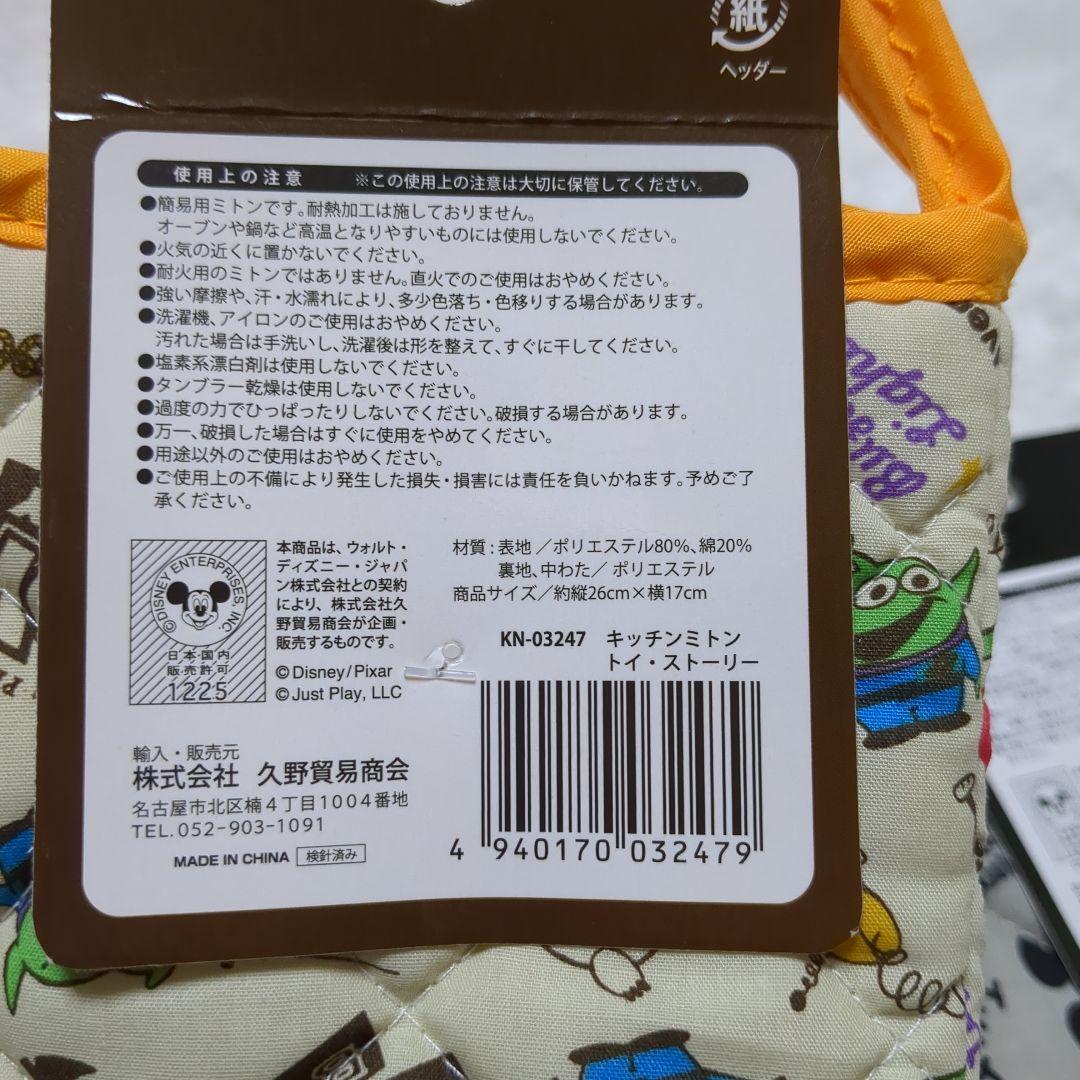 紙
ヘッダー
使用上の注意 ※この使用上の注意は大切に保管してください。
●簡易用ミトンです。耐熱加工は施しておりません。
オーブンや鍋など高温となりやすいものには使用しないでください。
●火気の近くに置かないでください。
●耐火用のミトンではありません。直火でのご使用はおやめください。
●強い摩擦や、汗・水濡れにより、多少色落ち・色移りする場合があります。
●洗濯機、アイロンのご使用はおやめください。
汚れた場合は手洗いし、洗濯後は形を整えて、すぐに干してください。
●塩素系漂白剤は使用しないでください。
●タンブラー乾燥は使用しないでください。
●過度の力でひっぱったりしないでください。破損する場合があります。
●万一、破損した場合はすぐに使用をやめてください。
●用途以外のご使用はおやめください。
●ご使用上の不備により発生した損失・損害には責任を負いかねます。予めご了
承ください。
©DISNEY ENTERPRISES, INC.
日本国内
販売許可
1225
本商品は、ウォルト・
ディズニー・ジャパ
ン株式会社との契約
により、株式会社久
野貿易商会が企画・
販売するものです。
©Disney/Pixar
©Just Play, LLC
材質：表地／ポリエステル80%、綿20%
裏地、中わた／ポリエステル
商品サイズ／約縦26cm×横17cm
KN-03247 キッチンミトン
トイ・ストーリー
輸入・販売元
株式会社 久野貿易商会
名古屋市北区楠4丁目1004番地
TEL.052-903-1091
MADE IN CHINA 検針済み
4 940170 032479